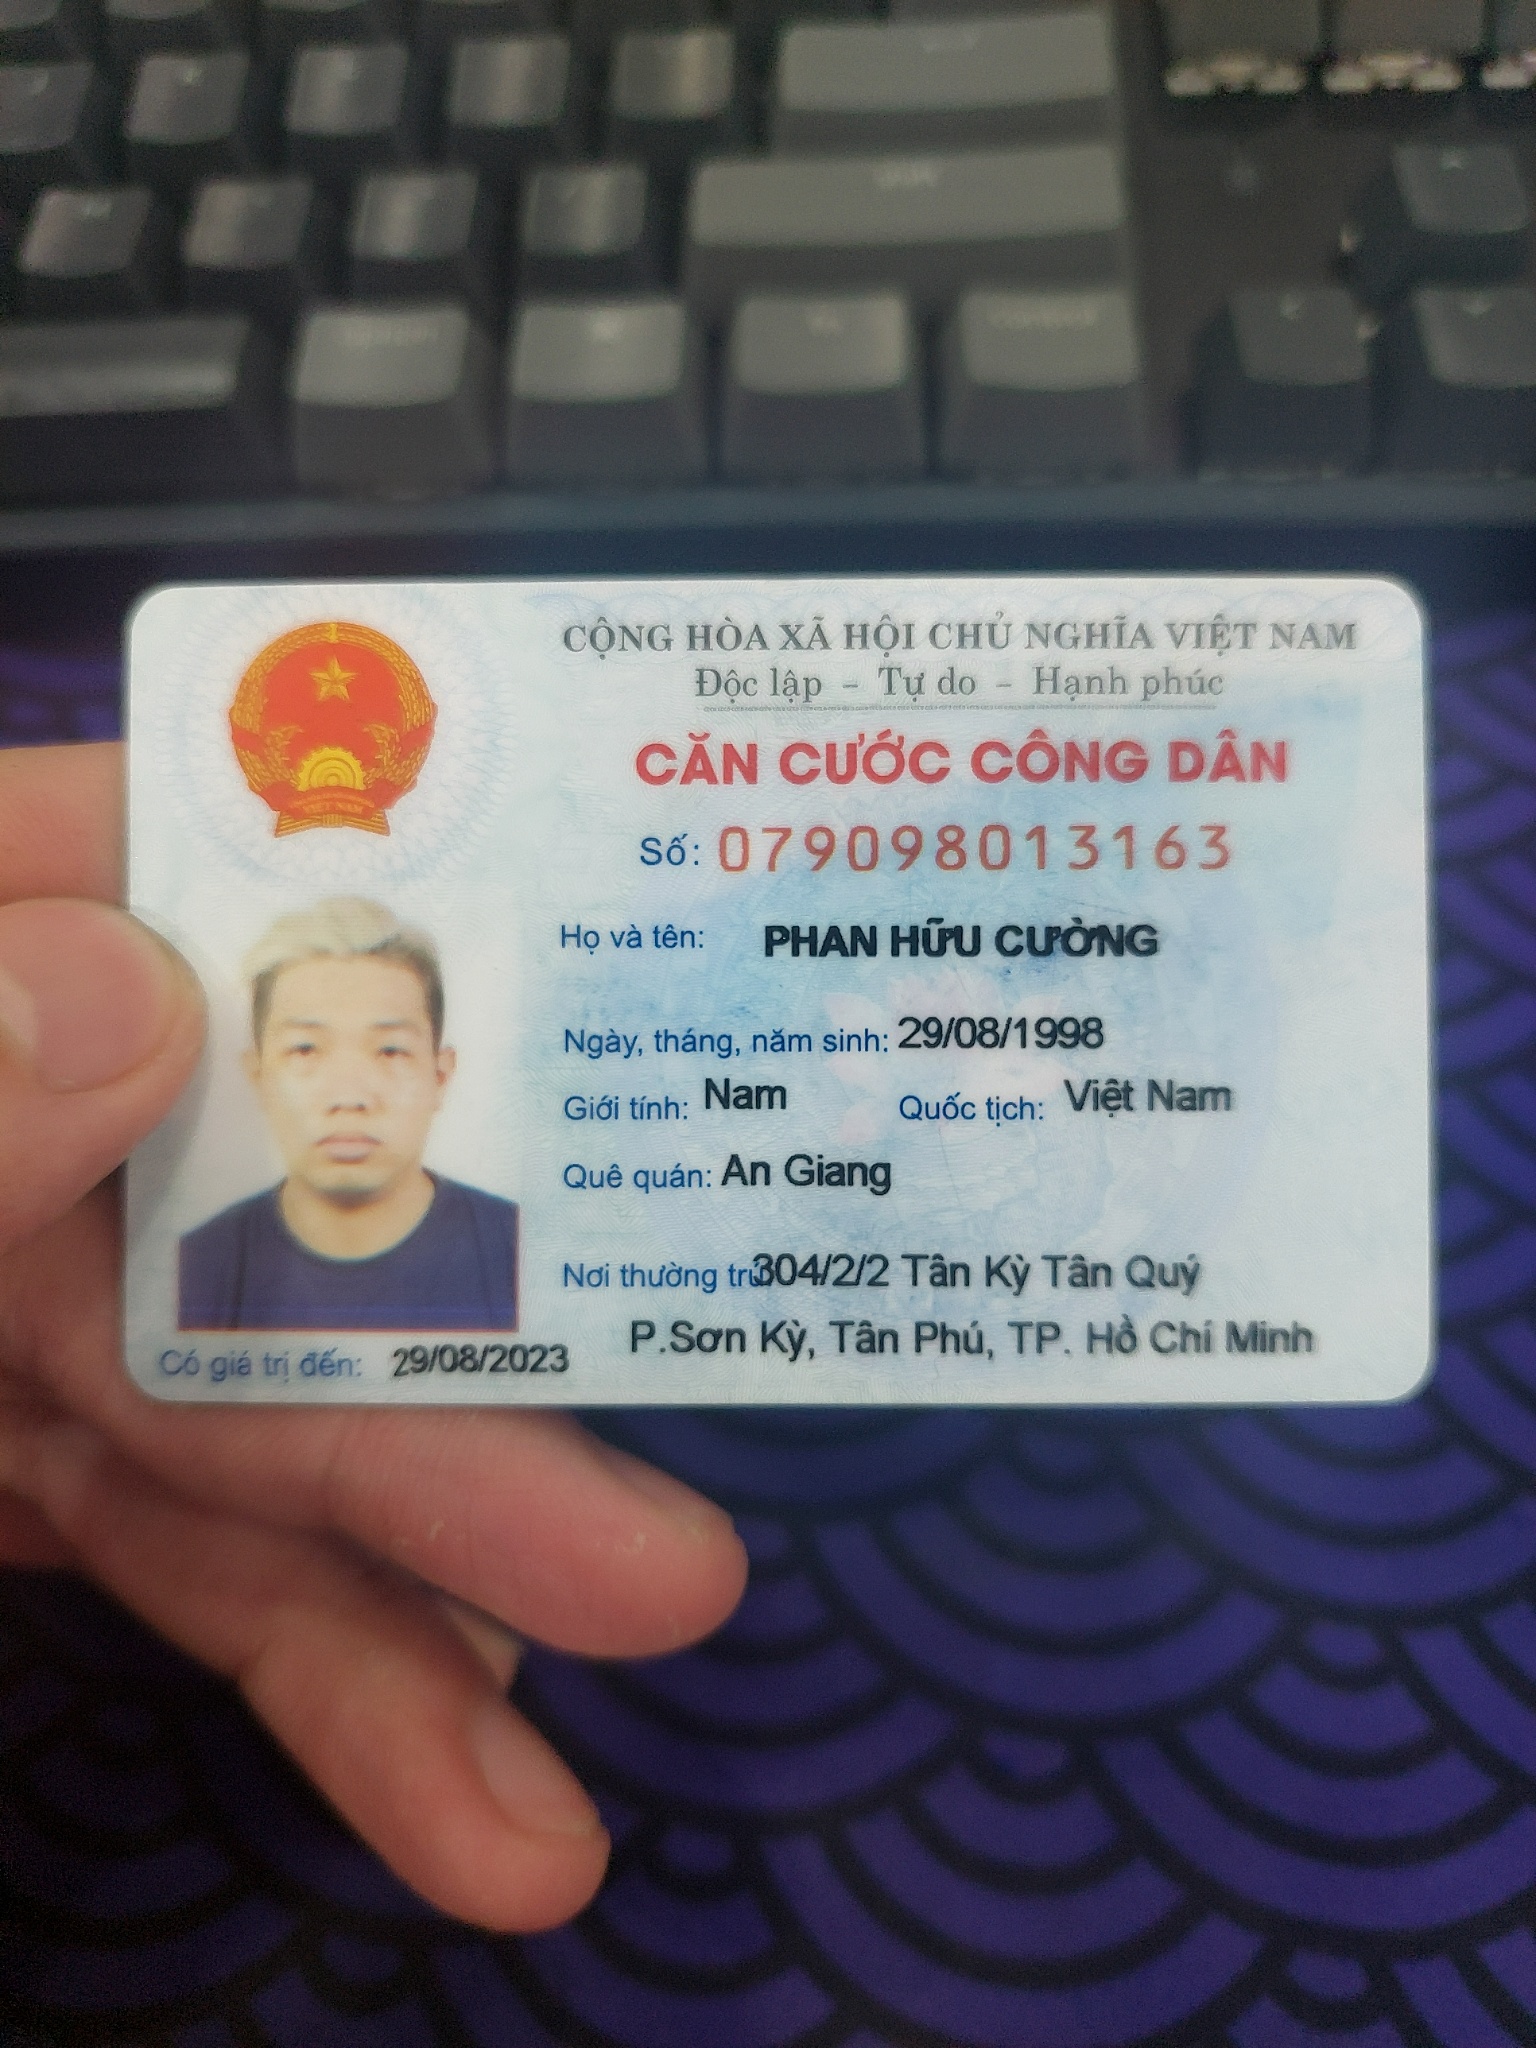 CỘNG HÒA XÃ HỘI CHỦ NGHĨA VIỆT NAM
Độc lập - Tự do - Hạnh phúc
CĂN CƯỚC CÔNG DÂN
Số: 079098013163
Họ và tên: PHAN HỮU CƯỜNG
Ngày, tháng, năm sinh: 29/08/1998
Giới tính: Nam Quốc tịch: Việt Nam
Quê quán: An Giang
Nơi thường trú: 304/2/2 Tân Kỳ Tân Quý
P.Sơn Kỳ, Tân Phú, TP. Hồ Chí Minh
Có giá trị đến: 29/08/2023
VIỆT NAM